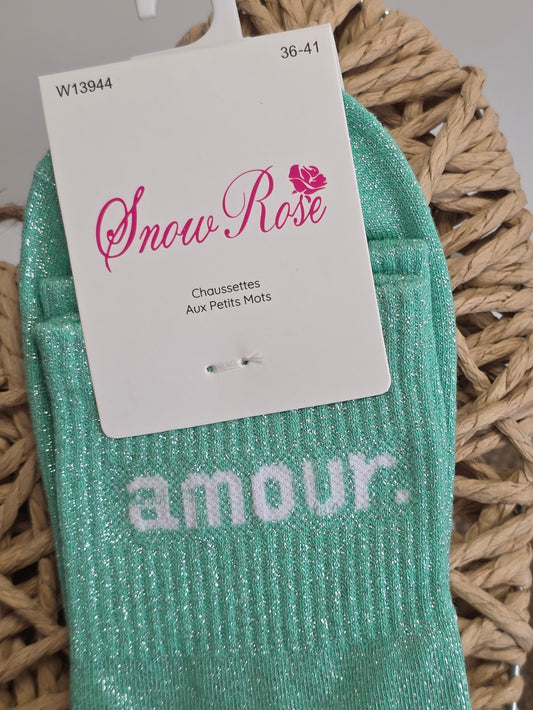 W13944 36-41
Snow Rose
Chaussettes
Aux Petits Mots
amour.